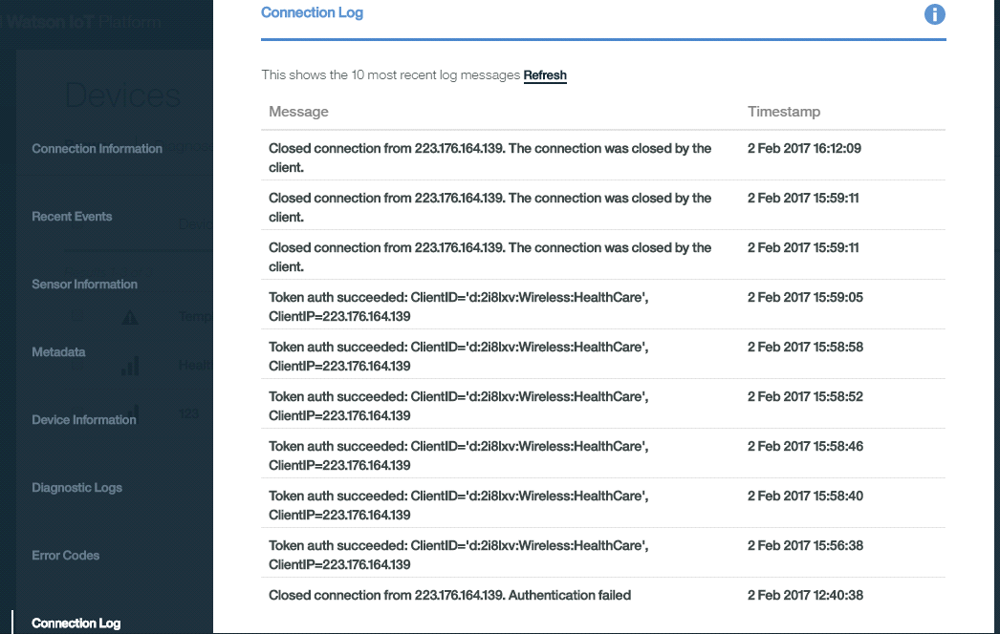 Watson IoT Platform
Connection Log
This shows the 10 most recent log messages Refresh
Message Timestamp
Closed connection from 223.176.164.139. The connection was closed by the 2 Feb 2017 16:12:09
client.
Closed connection from 223.176.164.139. The connection was closed by the 2 Feb 2017 15:59:11
client.
Closed connection from 223.176.164.139. The connection was closed by the 2 Feb 2017 15:59:11
client.
Token auth succeeded: ClientID='d:2i8lxv:Wireless:HealthCare', 2 Feb 2017 15:59:05
ClientIP=223.176.164.139
Token auth succeeded: ClientID='d:2i8lxv:Wireless:HealthCare', 2 Feb 2017 15:58:58
ClientIP=223.176.164.139
Token auth succeeded: ClientID='d:2i8lxv:Wireless:HealthCare', 2 Feb 2017 15:58:52
ClientIP=223.176.164.139
Token auth succeeded: ClientID='d:2i8lxv:Wireless:HealthCare', 2 Feb 2017 15:58:46
ClientIP=223.176.164.139
Token auth succeeded: ClientID='d:2i8lxv:Wireless:HealthCare', 2 Feb 2017 15:58:40
ClientIP=223.176.164.139
Token auth succeeded: ClientID='d:2i8lxv:Wireless:HealthCare', 2 Feb 2017 15:56:38
ClientIP=223.176.164.139
Closed connection from 223.176.164.139. Authentication failed 2 Feb 2017 12:40:38
Devices
Connection Information
Recent Events
Sensor Information
Temp
Metadata
Healt
Device Information
123
Diagnostic Logs
Error Codes
Connection Log